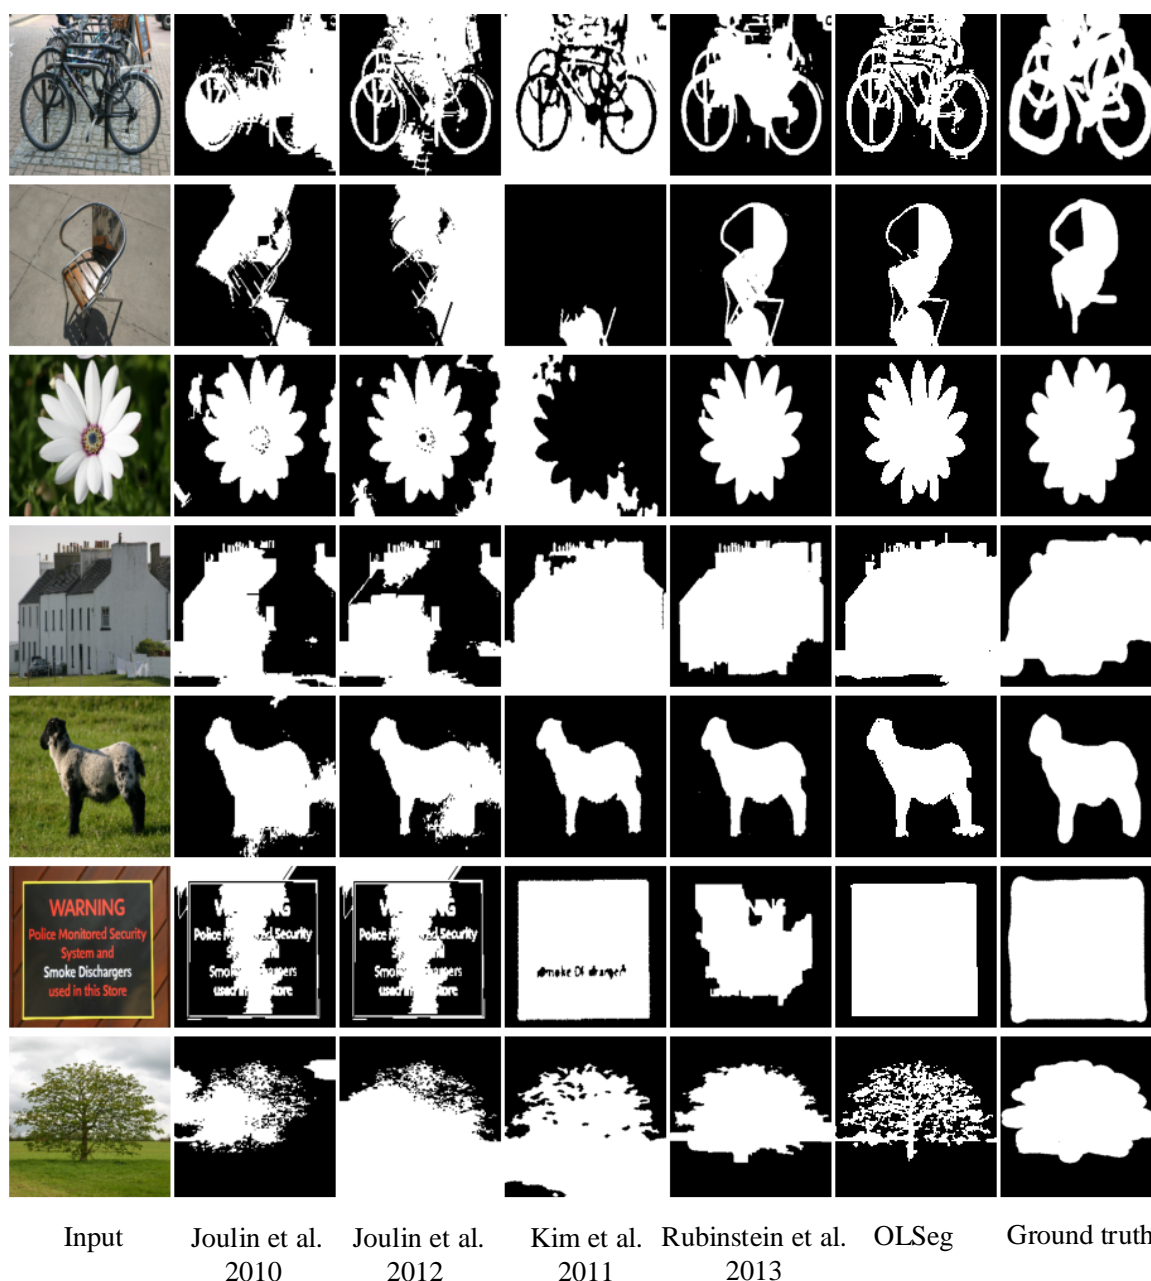 WARNING
Police Monitored Security
System and
Smoke Dischargers
used in this Store
Input
Joulin et al.
2010
Joulin et al.
2012
Kim et al.
2011
Rubinstein et al.
2013
OLSeg
Ground truth